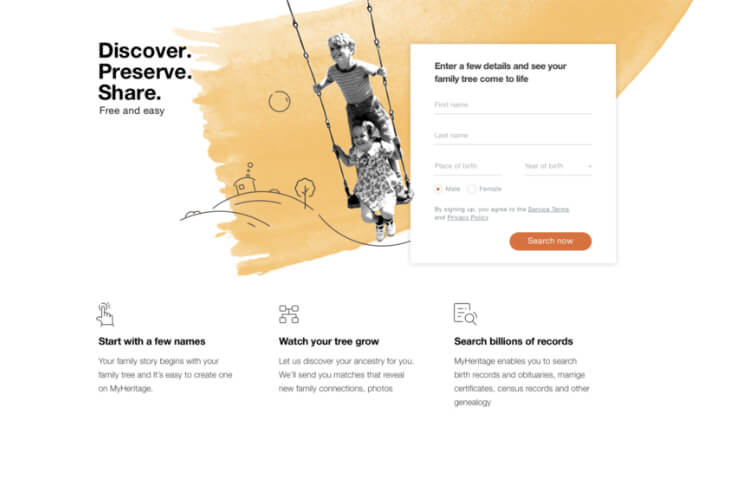 Discover.
Preserve.
Share.
Free and easy
Enter a few details and see your
family tree come to life
First name
Last name
Place of birth
Year of birth
Male
Female
By signing up, you agree to the Service Terms
and Privacy Policy
Search now
Start with a few names
Your family story begins with your
family tree and It's easy to create one
on MyHeritage.
Watch your tree grow
Let us discover your ancestry for you.
We'll send you matches that reveal
new family connections, photos
Search billions of records
MyHeritage enables you to search
birth records and obituaries, marrige
certificates, census records and other
genealogy